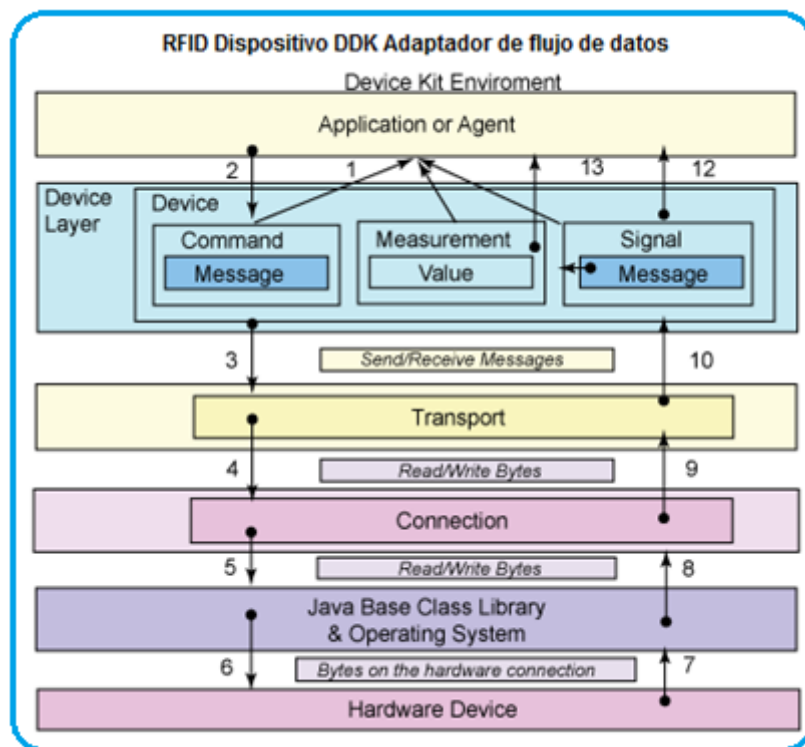 RFID Dispositivo DDK Adaptador de flujo de datos
Device Kit Enviroment
Application or Agent
2
1
13
12
Device
Layer
Device
Command
Message
Measurement
Value
Signal
Message
3
Send/Receive Messages
10
Transport
4
Read/Write Bytes
9
Connection
5
Read/Write Bytes
8
Java Base Class Library
& Operating System
6
Bytes on the hardware connection
7
Hardware Device